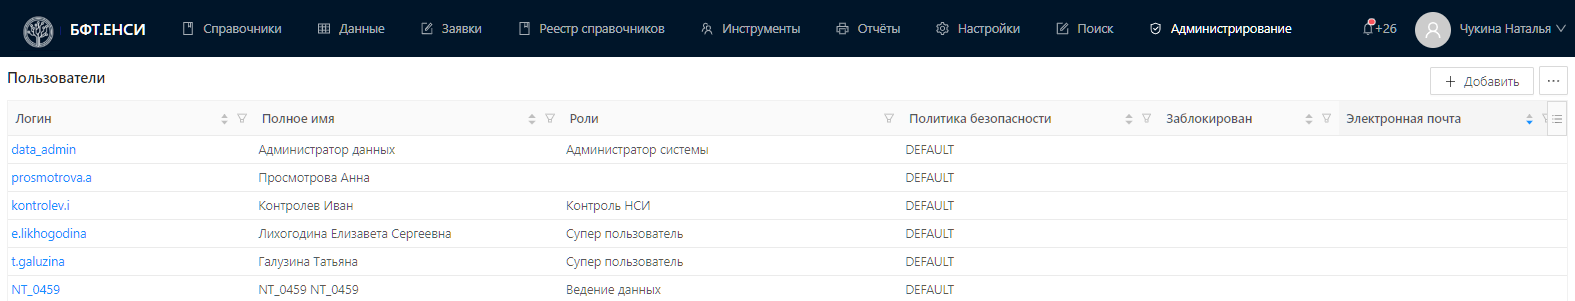 БФТ.ЕНСИ Справочники Данные Заявки Реестр справочников Инструменты Отчёты Настройки Поиск Администрирование +26 Чукина Наталья
Пользователи + Добавить ...
Логин Полное имя Роли Политика безопасности Заблокирован Электронная почта
data_admin Администратор данных Администратор системы DEFAULT
prosmotrova.a Просмотрова Анна DEFAULT
kontrolev.i Контролев Иван Контроль НСИ DEFAULT
e.likhogodina Лихогодина Елизавета Сергеевна Супер пользователь DEFAULT
t.galuzina Галузина Татьяна Супер пользователь DEFAULT
NT_0459 NT_0459 NT_0459 Ведение данных DEFAULT